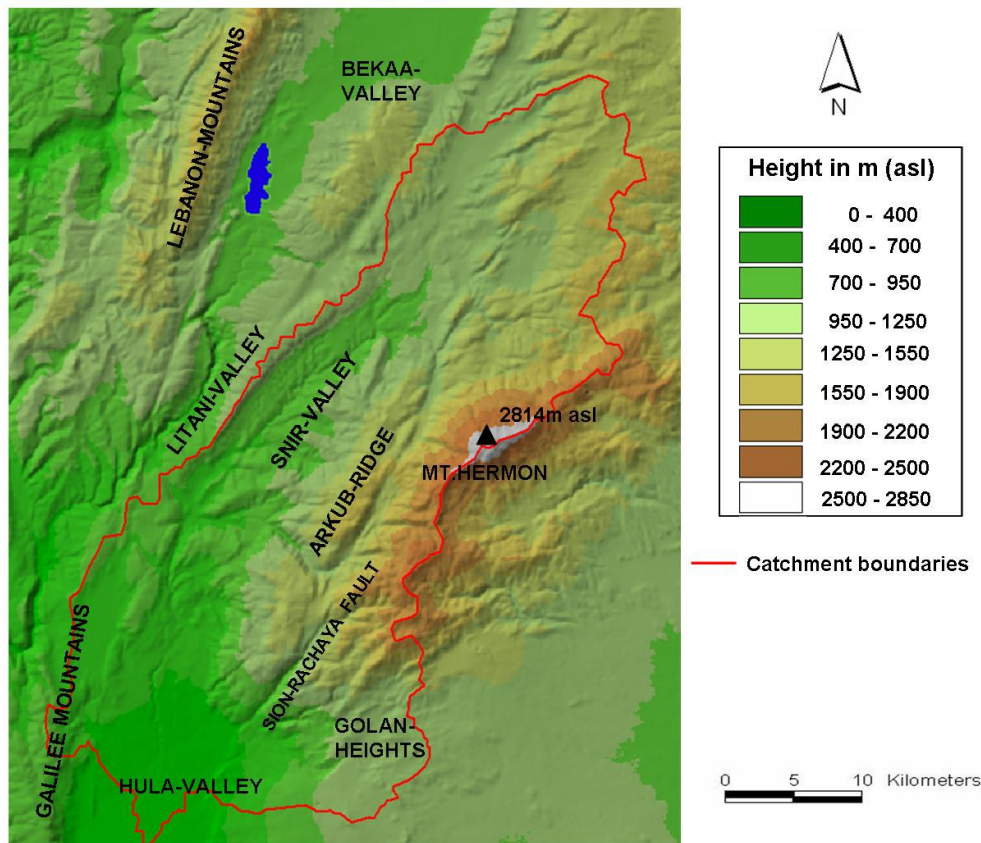 BEKAA-
VALLEY
LEBANON-MOUNTAINS
LITANI-VALLEY
SNIR-VALLEY
ARKUB-RIDGE
2814m asl
MT.HERMON
SION-RACHAYA FAULT
GALILEE MOUNTAINS
GOLAN-
HEIGHTS
HULA-VALLEY
N
Height in m (asl)
0 - 400
400 - 700
700 - 950
950 - 1250
1250 - 1550
1550 - 1900
1900 - 2200
2200 - 2500
2500 - 2850
Catchment boundaries
0 5 10 Kilometers